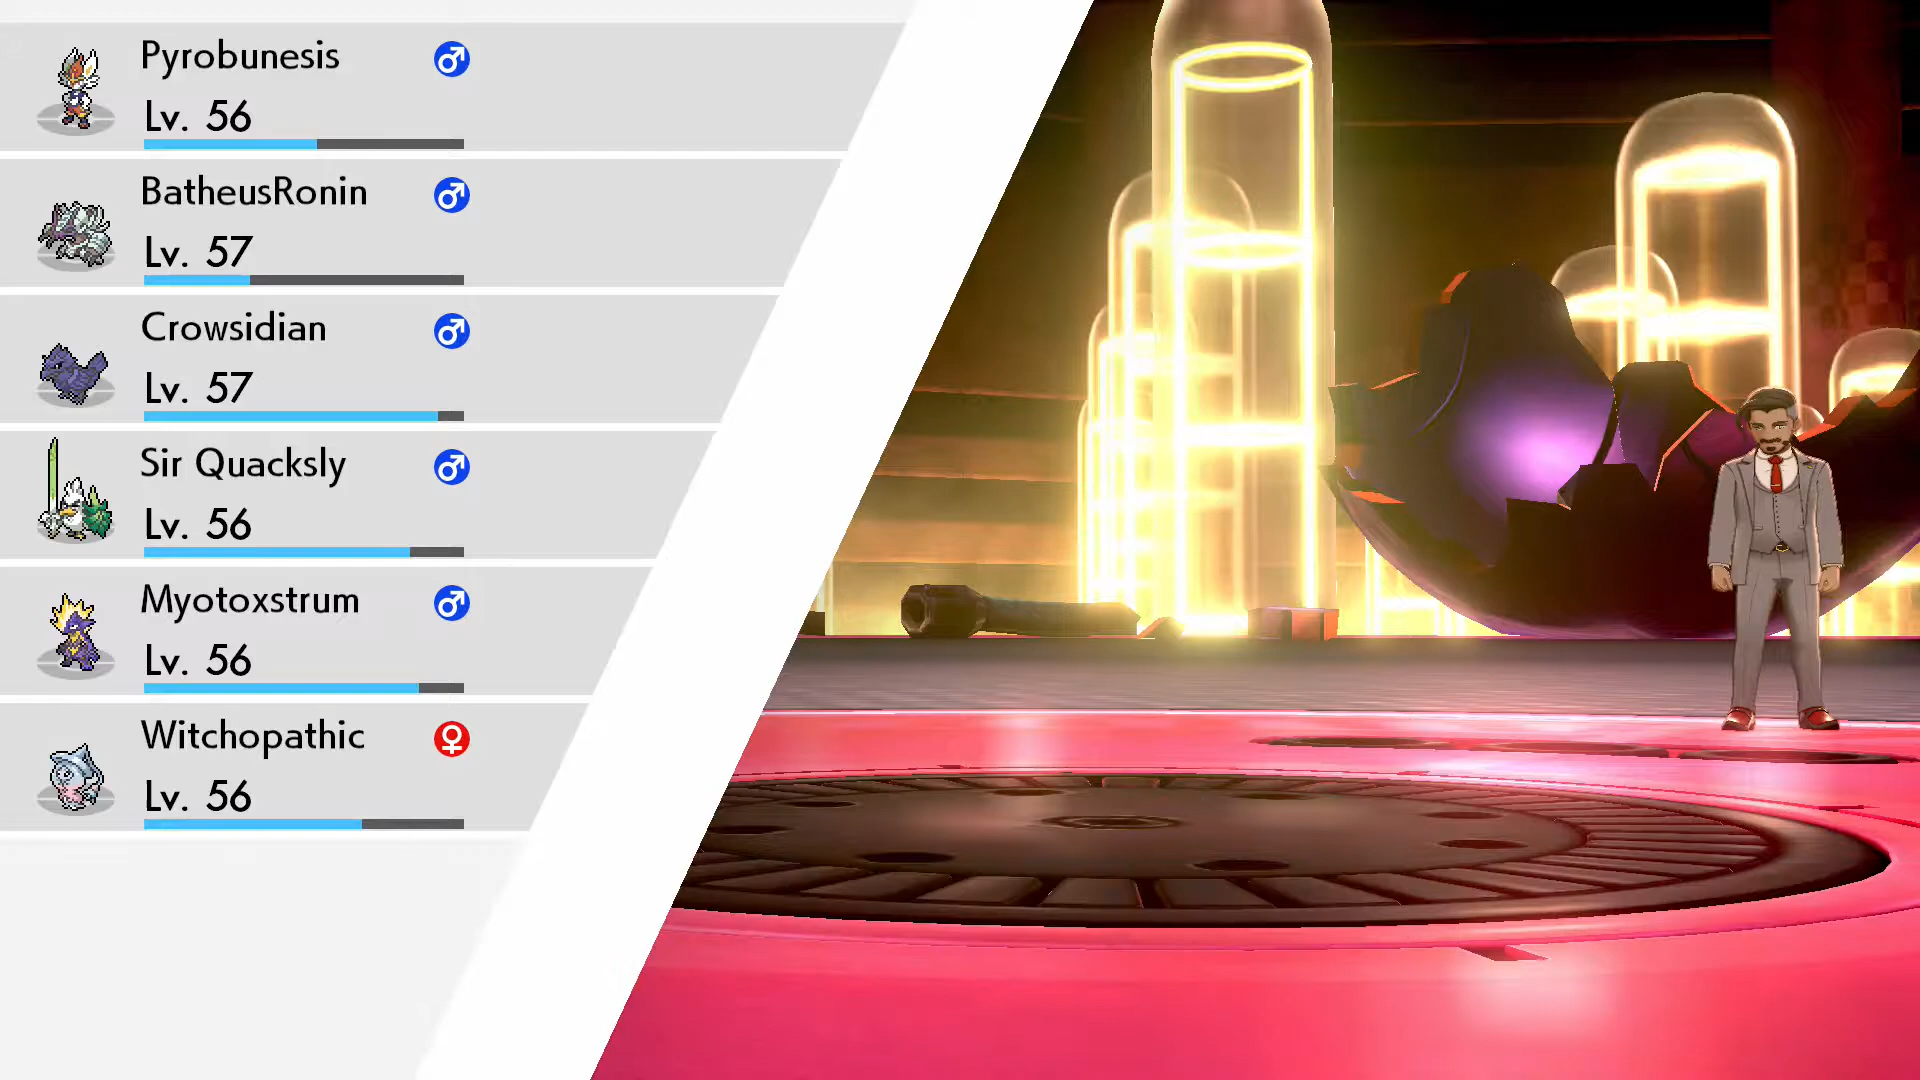 Pyrobunesis
Lv. 56
BatheusRonin
Lv. 57
Crowsidian
Lv. 57
Sir Quacksly
Lv. 56
Myotoxstrum
Lv. 56
Witchopathic
Lv. 56